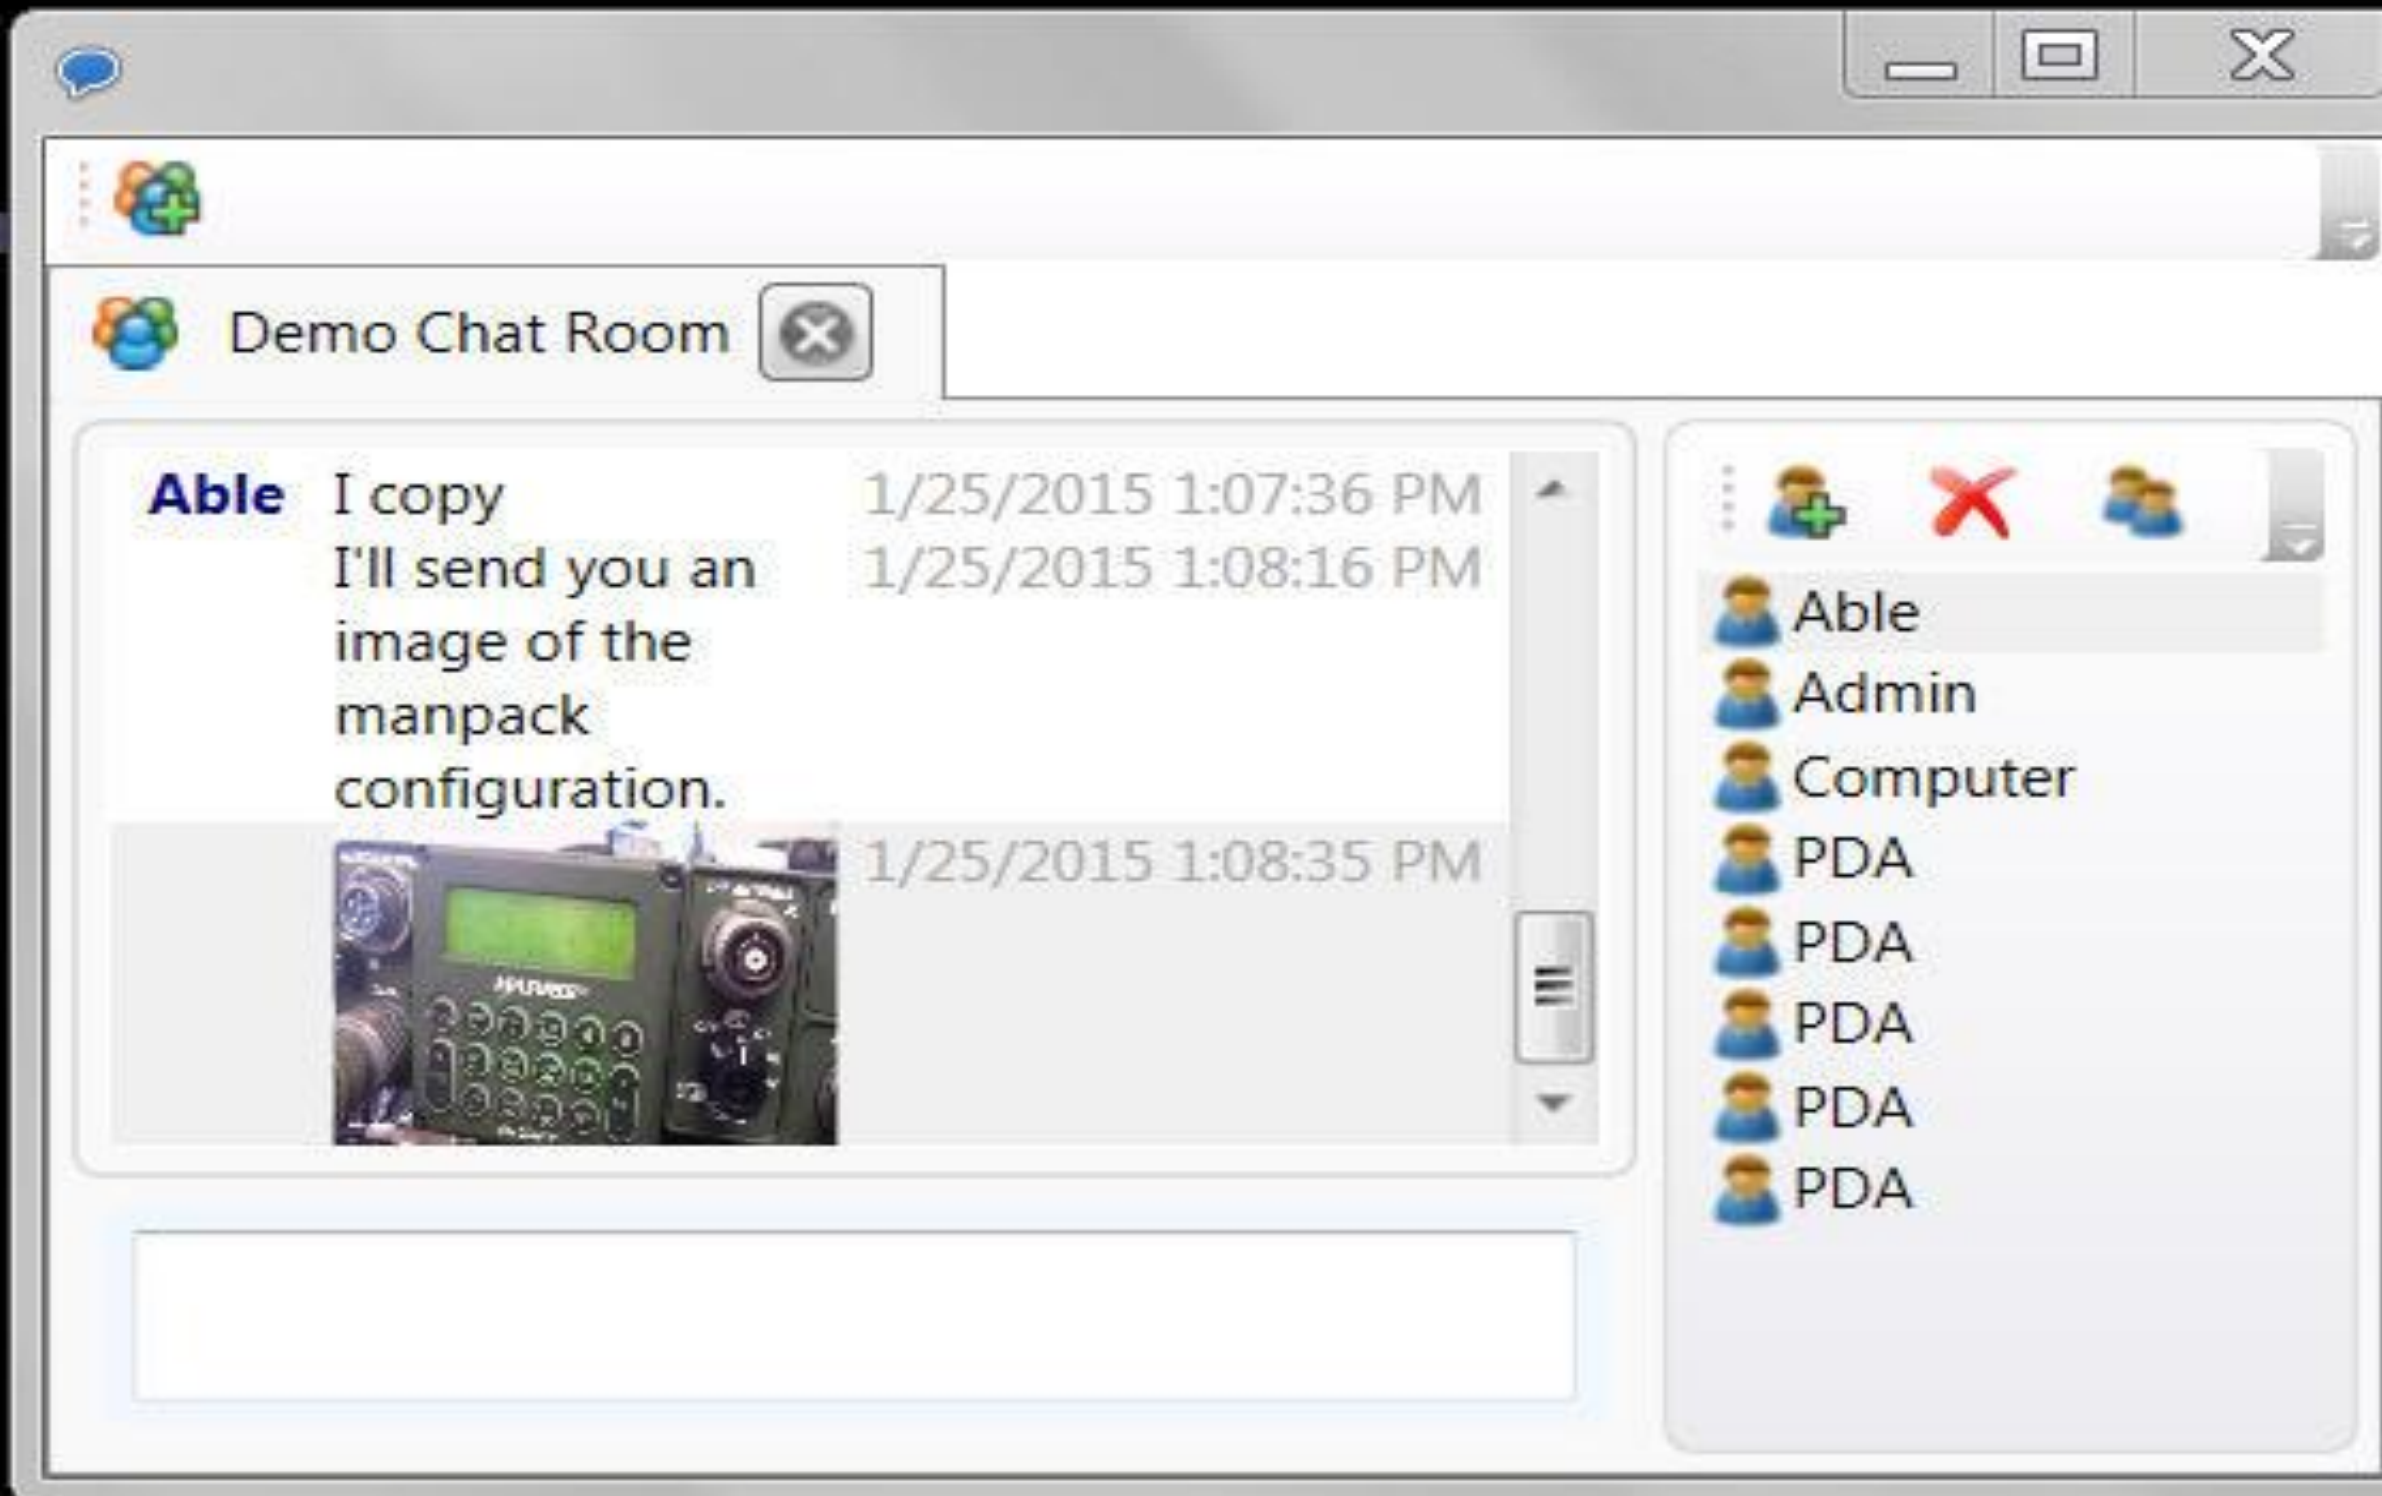 Demo Chat Room
Able I copy 1/25/2015 1:07:36 PM
I'll send you an 1/25/2015 1:08:16 PM
image of the
manpack
configuration.
1/25/2015 1:08:35 PM
HARRIS
Able
Admin
Computer
PDA
PDA
PDA
PDA
PDA